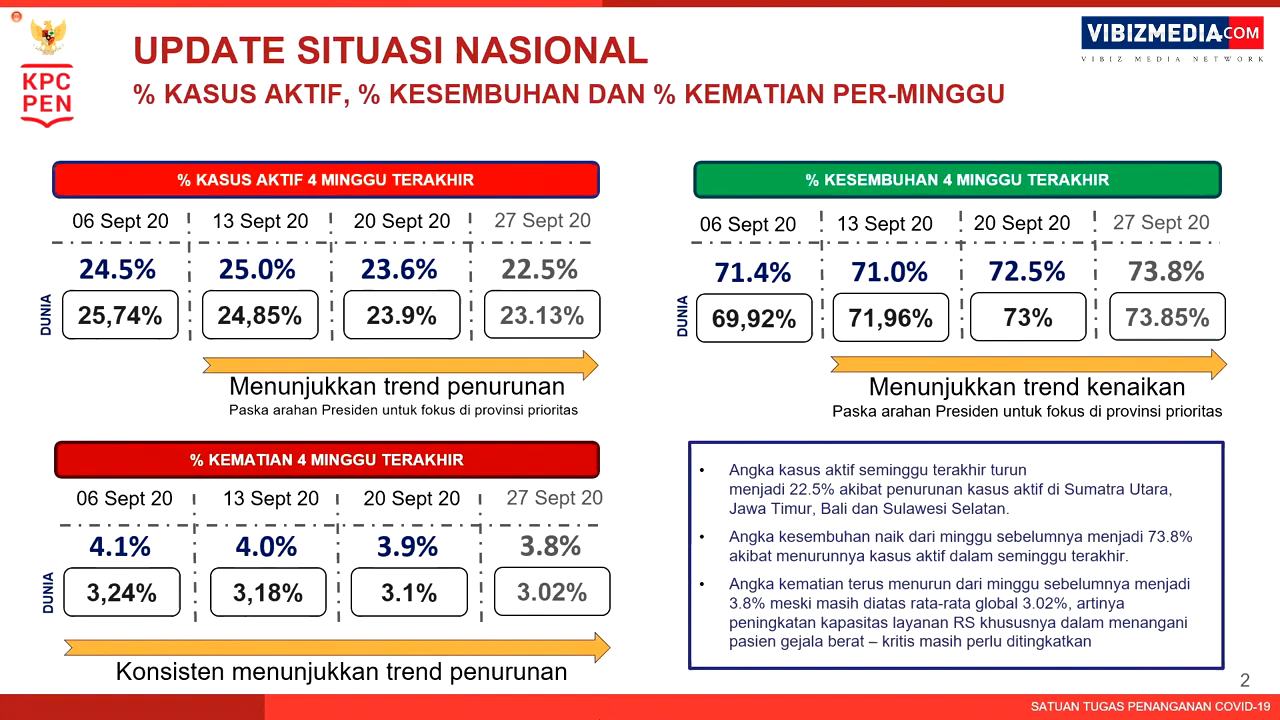 UPDATE SITUASI NASIONAL
% KASUS AKTIF, % KESEMBUHAN DAN % KEMATIAN PER-MINGGU
KPC
PEN
VIBIZMEDIA.COM
VIBIZ MEDIA NETWORK
% KASUS AKTIF 4 MINGGU TERAKHIR
06 Sept 20 13 Sept 20 20 Sept 20 27 Sept 20
24.5% 25.0% 23.6% 22.5%
DUNIA
25,74% 24,85% 23.9% 23.13%
Menunjukkan trend penurunan
Paska arahan Presiden untuk fokus di provinsi prioritas
% KESEMBUHAN 4 MINGGU TERAKHIR
06 Sept 20 13 Sept 20 20 Sept 20 27 Sept 20
71.4% 71.0% 72.5% 73.8%
DUNIA
69,92% 71,96% 73% 73.85%
Menunjukkan trend kenaikan
Paska arahan Presiden untuk fokus di provinsi prioritas
% KEMATIAN 4 MINGGU TERAKHIR
06 Sept 20 13 Sept 20 20 Sept 20 27 Sept 20
4.1% 4.0% 3.9% 3.8%
DUNIA
3,24% 3,18% 3.1% 3.02%
Konsisten menunjukkan trend penurunan
• Angka kasus aktif seminggu terakhir turun
menjadi 22.5% akibat penurunan kasus aktif di Sumatra Utara,
Jawa Timur, Bali dan Sulawesi Selatan.
• Angka kesembuhan naik dari minggu sebelumnya menjadi 73.8%
akibat menurunnya kasus aktif dalam seminggu terakhir.
• Angka kematian terus menurun dari minggu sebelumnya menjadi
3.8% meski masih diatas rata-rata global 3.02%, artinya
peningkatan kapasitas layanan RS khususnya dalam menangani
pasien gejala berat – kritis masih perlu ditingkatkan
2
SATUAN TUGAS PENANGANAN COVID-19